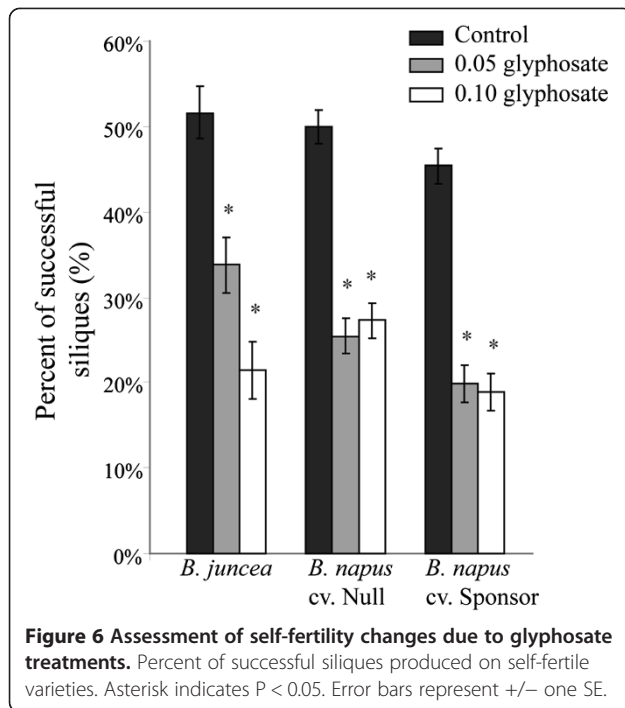 60%
50%
40%
30%
20%
10%
0%
Percent of successful
siliques (%)
Control
0.05 glyphosate
0.10 glyphosate
*
*
*
*
*
*
B. juncea
B. napus
cv. Null
B. napus
cv. Sponsor
Figure 6 Assessment of self-fertility changes due to glyphosate
treatments. Percent of successful siliques produced on self-fertile
varieties. Asterisk indicates P < 0.05. Error bars represent +/− one SE.